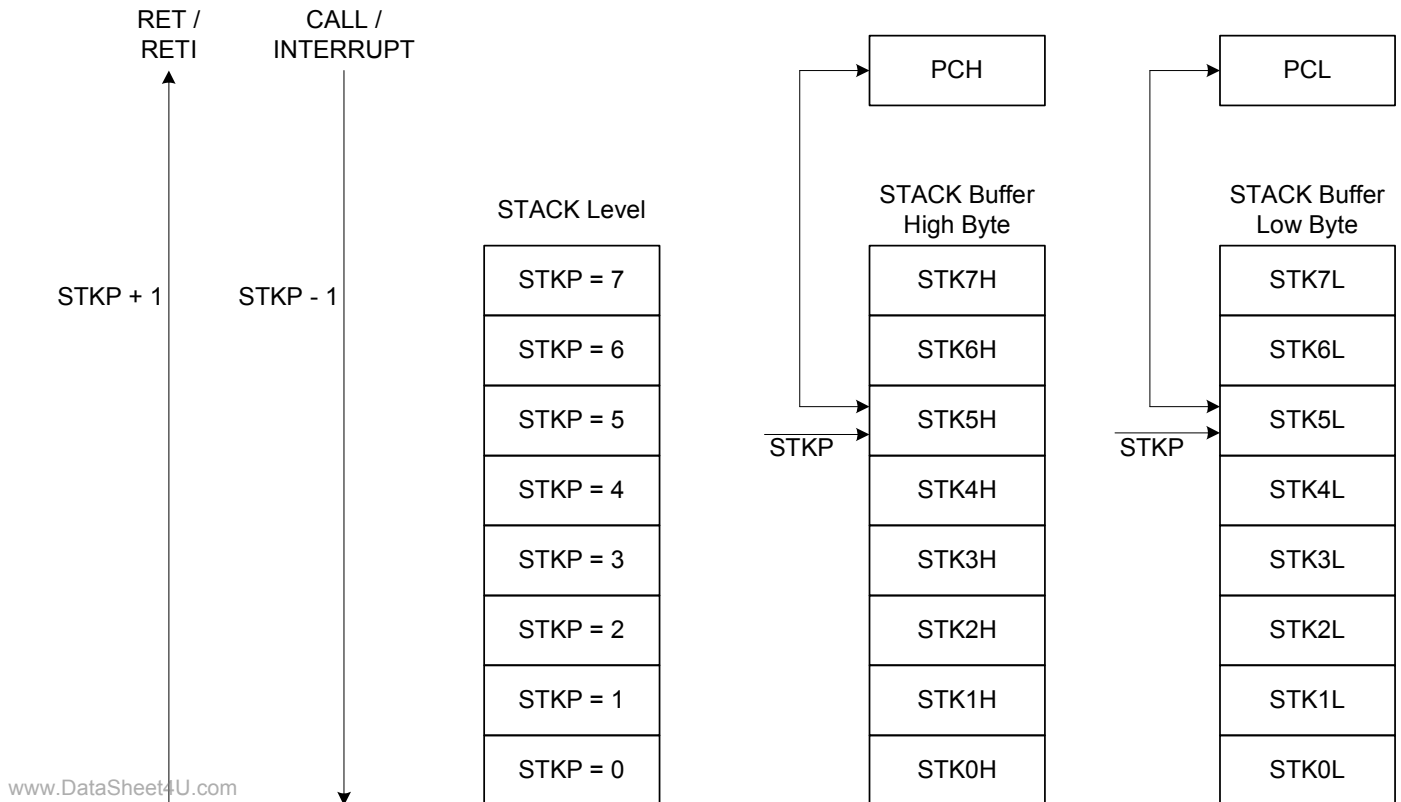 RET /
RETI
CALL /
INTERRUPT
PCH
PCL
STACK Level
STACK Buffer
High Byte
STACK Buffer
Low Byte
STKP + 1
STKP - 1
STKP = 7
STK7H
STK7L
STKP = 6
STK6H
STK6L
STKP = 5
STK5H
STK5L
STKP
STKP
STKP = 4
STK4H
STK4L
STKP = 3
STK3H
STK3L
STKP = 2
STK2H
STK2L
STKP = 1
STK1H
STK1L
STKP = 0
STK0H
STK0L
www.DataSheet4U.com